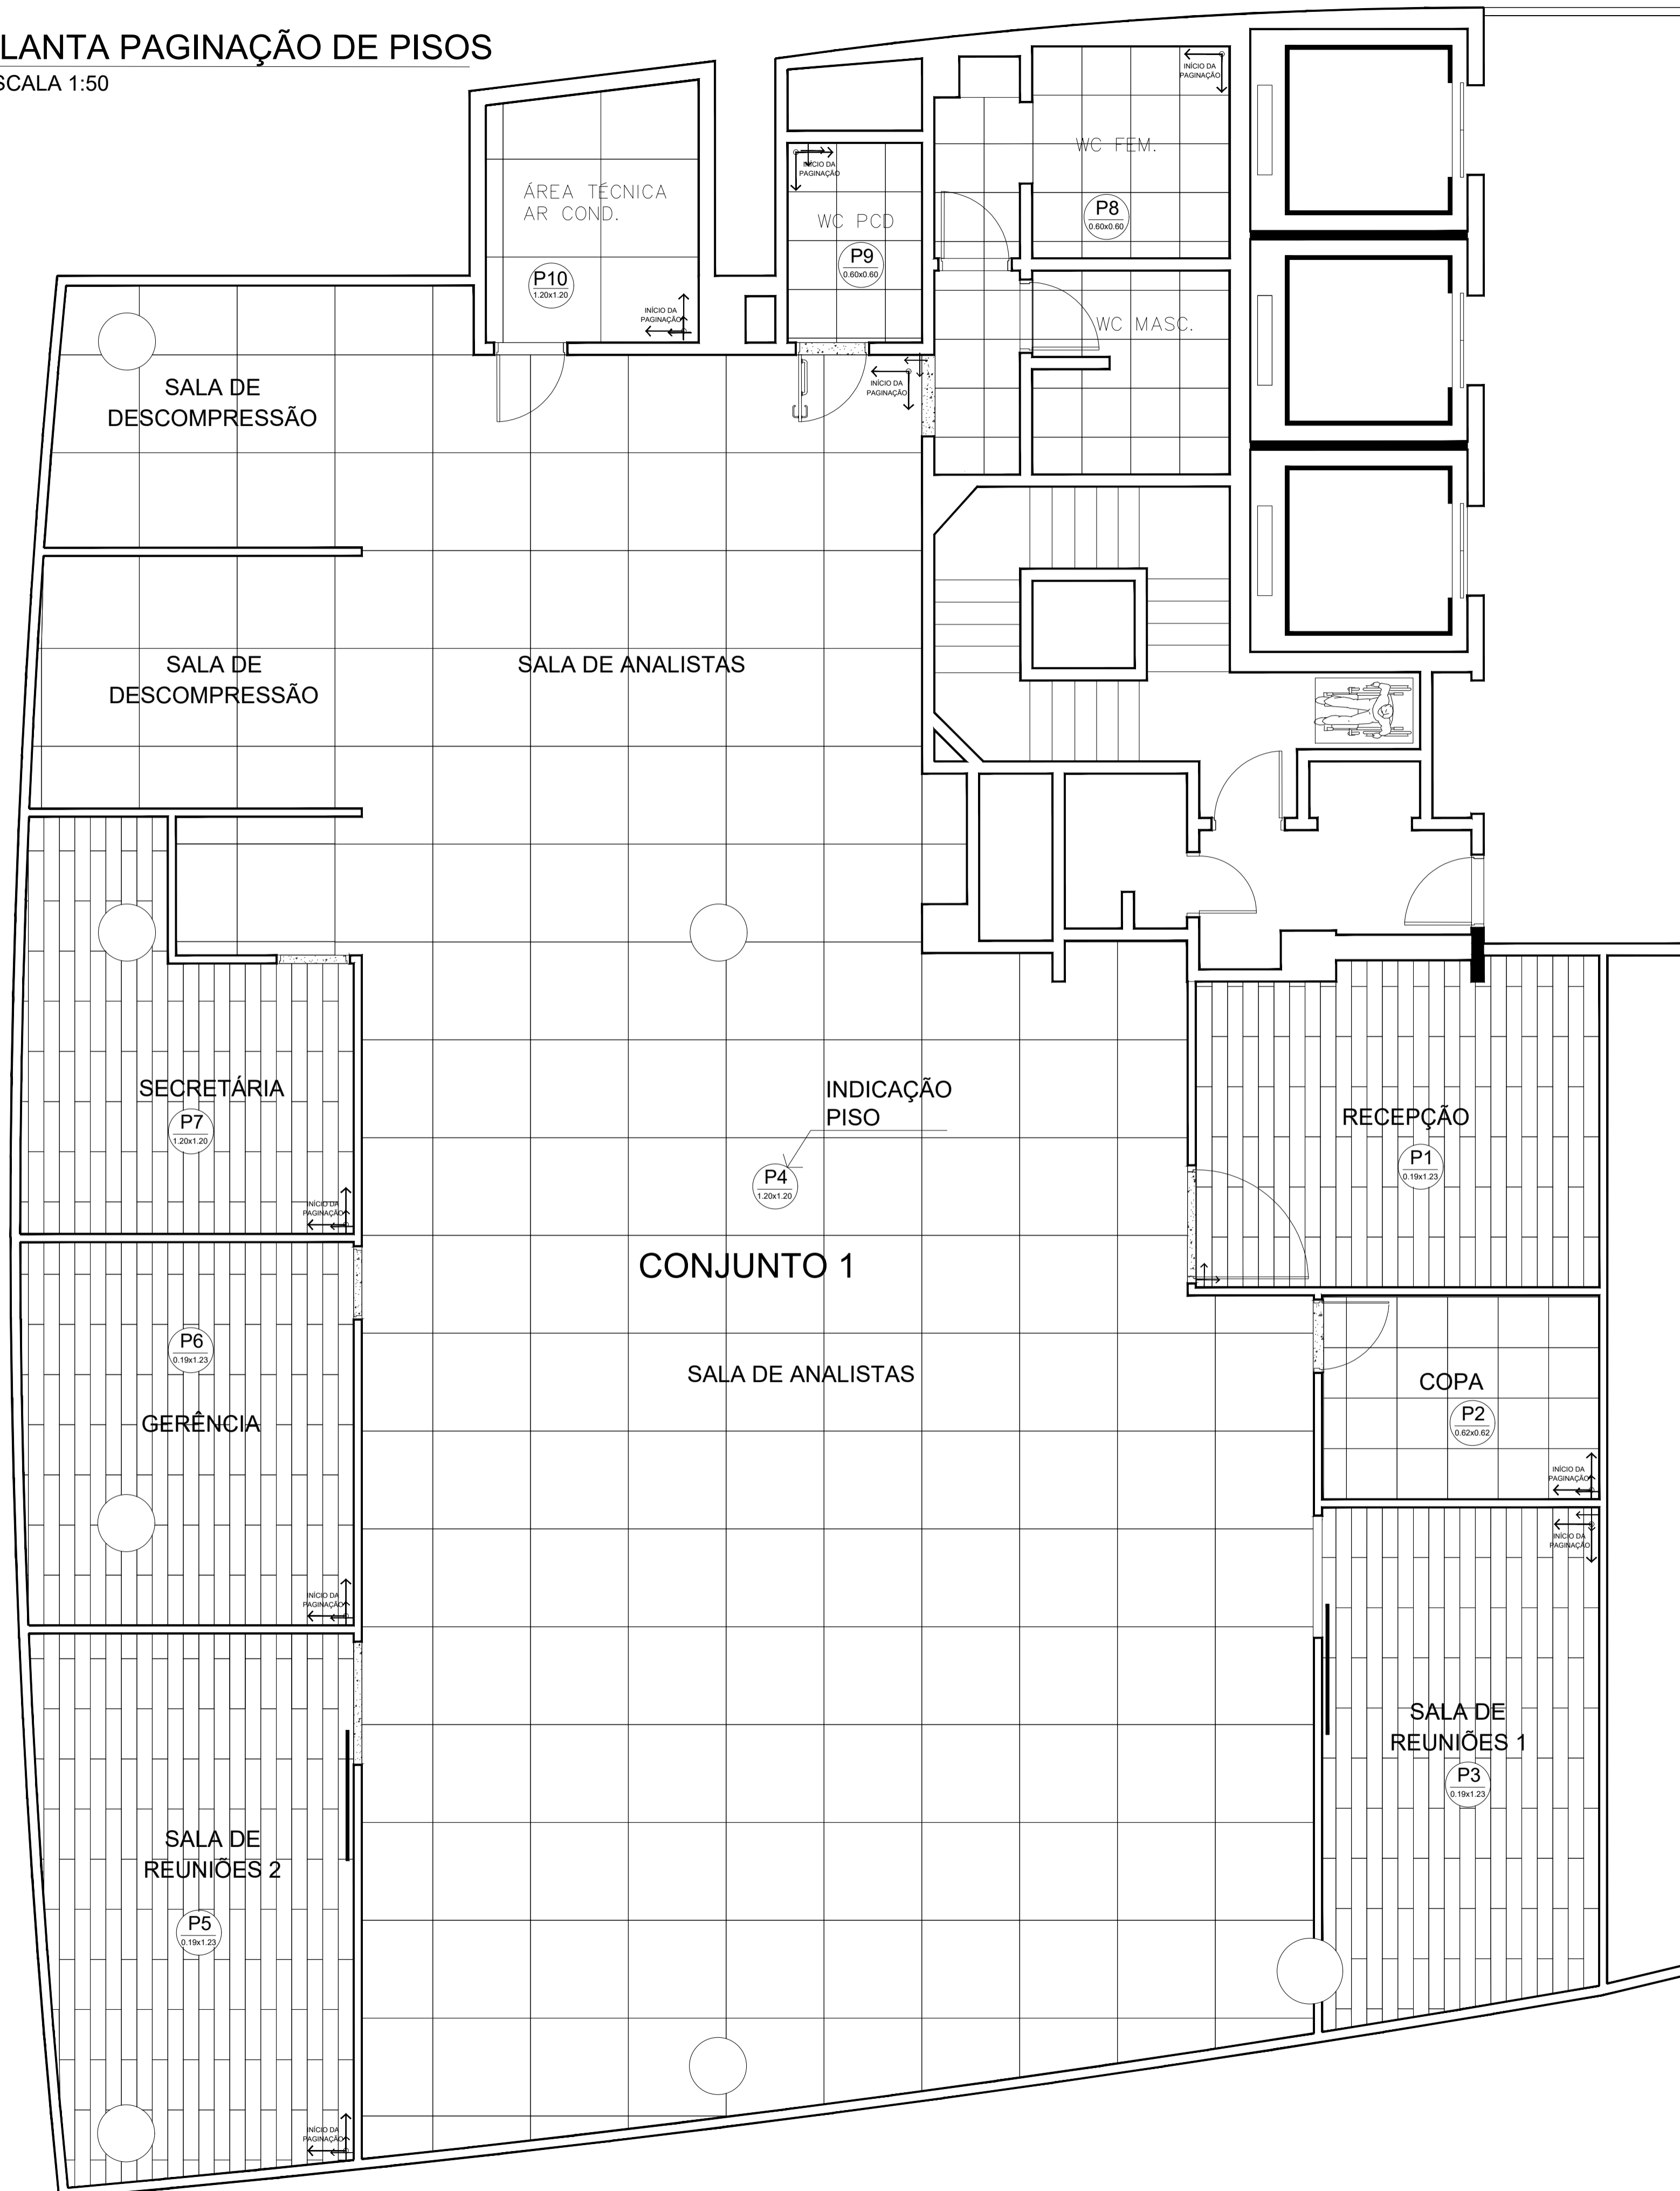 LANTA PAGINAÇÃO DE PISOS
SCALA 1:50
INÍCIO DA
PAGINAÇÃO
WC FEM.
P8
0.60x0.60
INÍCIO DA
PAGINAÇÃO
WC PCD
P9
0.60x0.60
ÁREA TÉCNICA
AR COND.
P10
1.20x1.20
INÍCIO DA
PAGINAÇÃO
WC MASC.
INÍCIO DA
PAGINAÇÃO
SALA DE
DESCOMPRESSÃO
SALA DE
DESCOMPRESSÃO
SALA DE ANALISTAS
SECRETÁRIA
P7
1.20x1.20
INÍCIO DA
PAGINAÇÃO
INDICAÇÃO
PISO
P4
1.20x1.20
RECEPÇÃO
P1
0.19x1.23
CONJUNTO 1
P6
0.19x1.23
GERÊNCIA
INÍCIO DA
PAGINAÇÃO
SALA DE ANALISTAS
COPA
P2
0.62x0.62
INÍCIO DA
PAGINAÇÃO
INÍCIO DA
PAGINAÇÃO
SALA DE
REUNIÕES 1
P3
0.19x1.23
SALA DE
REUNIÕES 2
P5
0.19x1.23
INÍCIO DA
PAGINAÇÃO